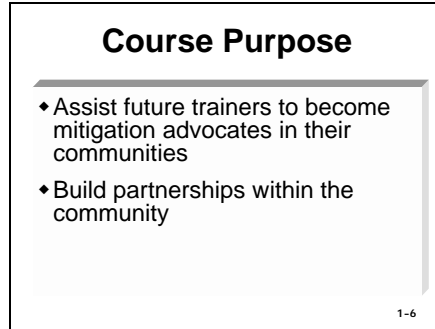 Course Purpose
◆Assist future trainers to become
mitigation advocates in their
communities
◆Build partnerships within the
community
1-6